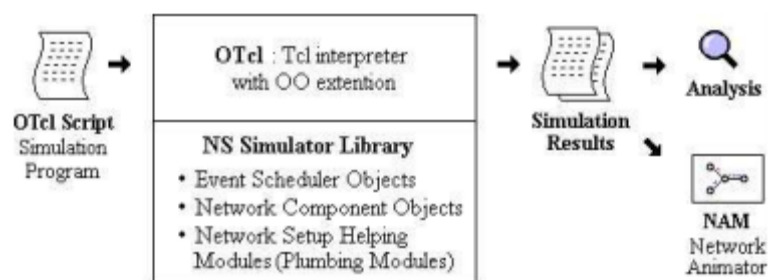 OTcl Script
Simulation
Program
OTcl : Tcl interpreter
with OO extention
NS Simulator Library
• Event Scheduler Objects
• Network Component Objects
• Network Setup Helping
Modules (Plumbing Modules)
Simulation
Results
Analysis
NAM
Network
Animator